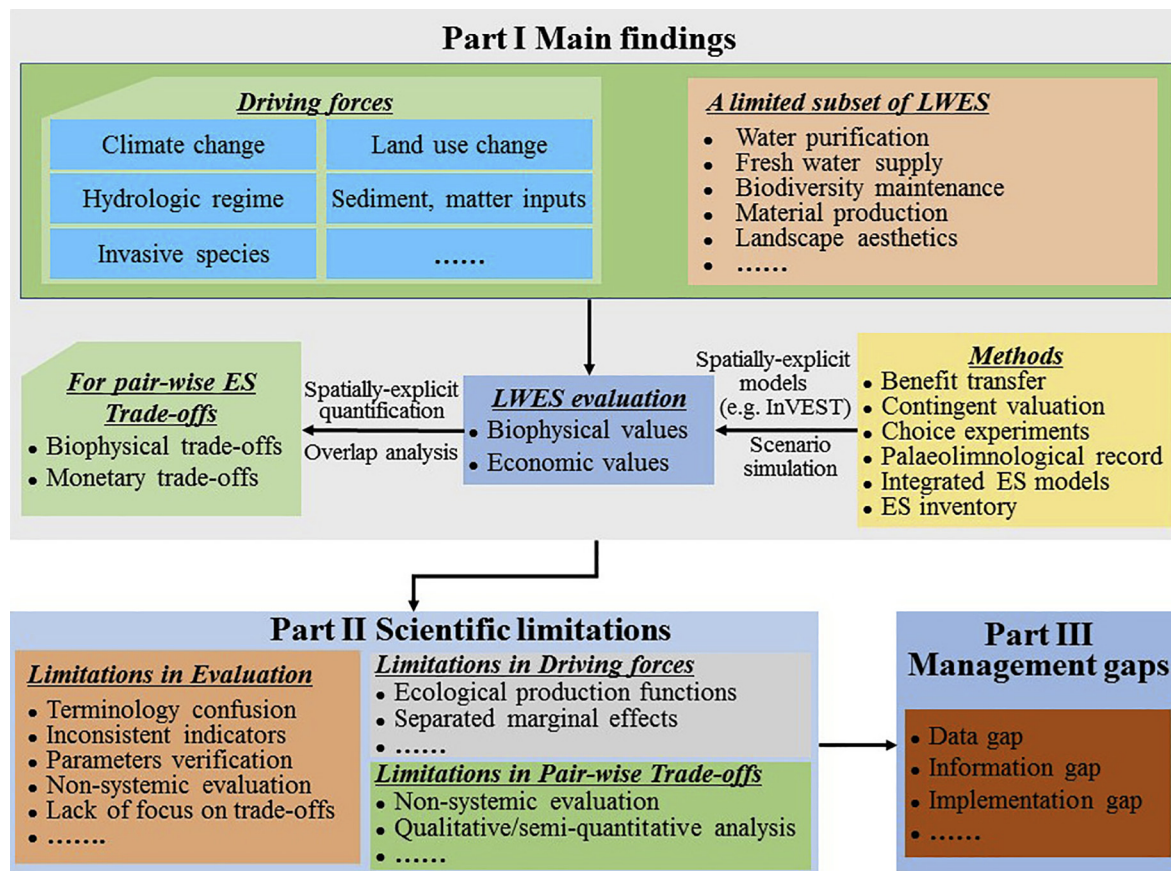 Part I Main findings
Driving forces
Climate change
Land use change
Hydrologic regime
Sediment, matter inputs
Invasive species
……
A limited subset of LWES
• Water purification
• Fresh water supply
• Biodiversity maintenance
• Material production
• Landscape aesthetics
• ……
For pair-wise ES
Trade-offs
• Biophysical trade-offs
• Monetary trade-offs
Spatially-explicit
quantification
Overlap analysis
LWES evaluation
• Biophysical values
• Economic values
Spatially-explicit
models
(e.g. InVEST)
Scenario
simulation
Methods
• Benefit transfer
• Contingent valuation
• Choice experiments
• Palaeolimnological record
• Integrated ES models
• ES inventory
Part II Scientific limitations
Limitations in Evaluation
• Terminology confusion
• Inconsistent indicators
• Parameters verification
• Non-systemic evaluation
• Lack of focus on trade-offs
• …….
Limitations in Driving forces
• Ecological production functions
• Separated marginal effects
• ……
Limitations in Pair-wise Trade-offs
• Non-systemic evaluation
• Qualitative/semi-quantitative analysis
• ……
Part III
Management gaps
• Data gap
• Information gap
• Implementation gap
• ……